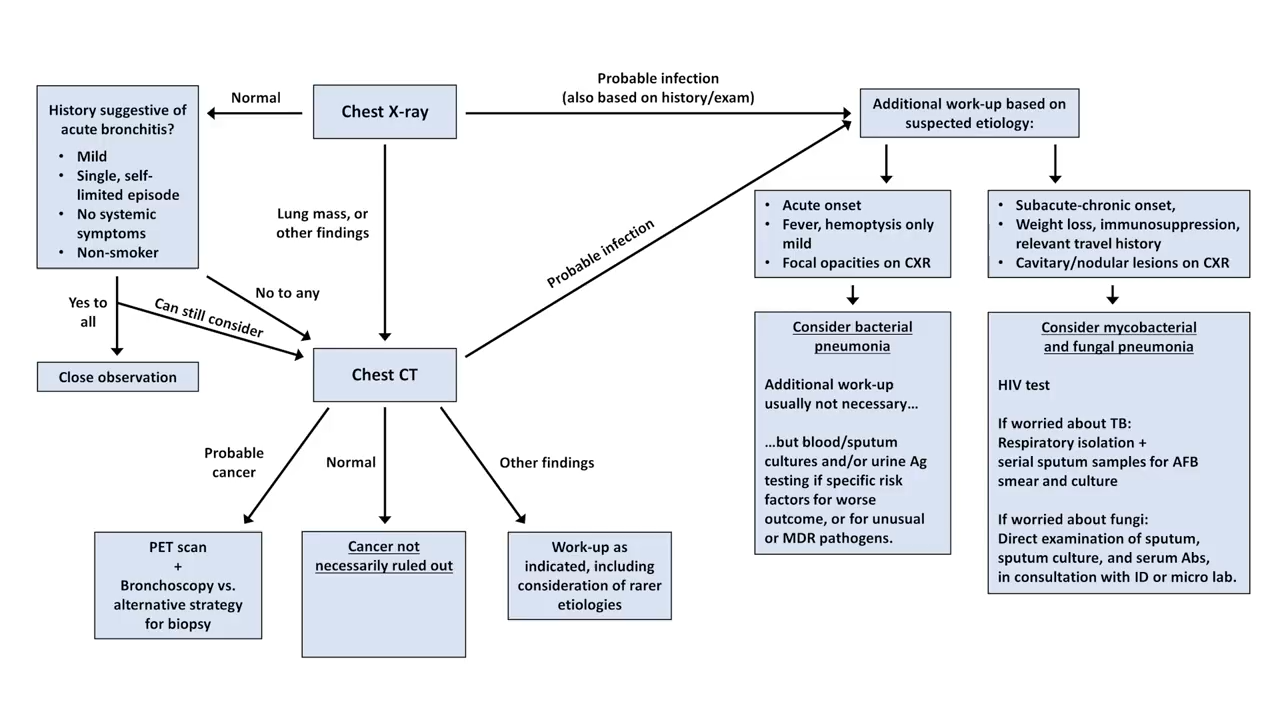 Chest X-ray
Normal
History suggestive of
acute bronchitis?
• Mild
• Single, self-
limited episode
• No systemic
symptoms
• Non-smoker
Yes to
all
Can still consider
No to any
Close observation
Lung mass, or
other findings
Chest CT
Probable
cancer
Normal
Other findings
PET scan
+
Bronchoscopy vs.
alternative strategy
for biopsy
Cancer not
necessarily ruled out
Work-up as
indicated, including
consideration of rarer
etiologies
Probable infection
(also based on history/exam)
Probable infection
Additional work-up based on
suspected etiology:
• Acute onset
• Fever, hemoptysis only
mild
• Focal opacities on CXR
Consider bacterial
pneumonia
Additional work-up
usually not necessary…
…but blood/sputum
cultures and/or urine Ag
testing if specific risk
factors for worse
outcome, or for unusual
or MDR pathogens.
• Subacute-chronic onset,
• Weight loss, immunosuppression,
relevant travel history
• Cavitary/nodular lesions on CXR
Consider mycobacterial
and fungal pneumonia
HIV test
If worried about TB:
Respiratory isolation +
serial sputum samples for AFB
smear and culture
If worried about fungi:
Direct examination of sputum,
sputum culture, and serum Abs,
in consultation with ID or micro lab.